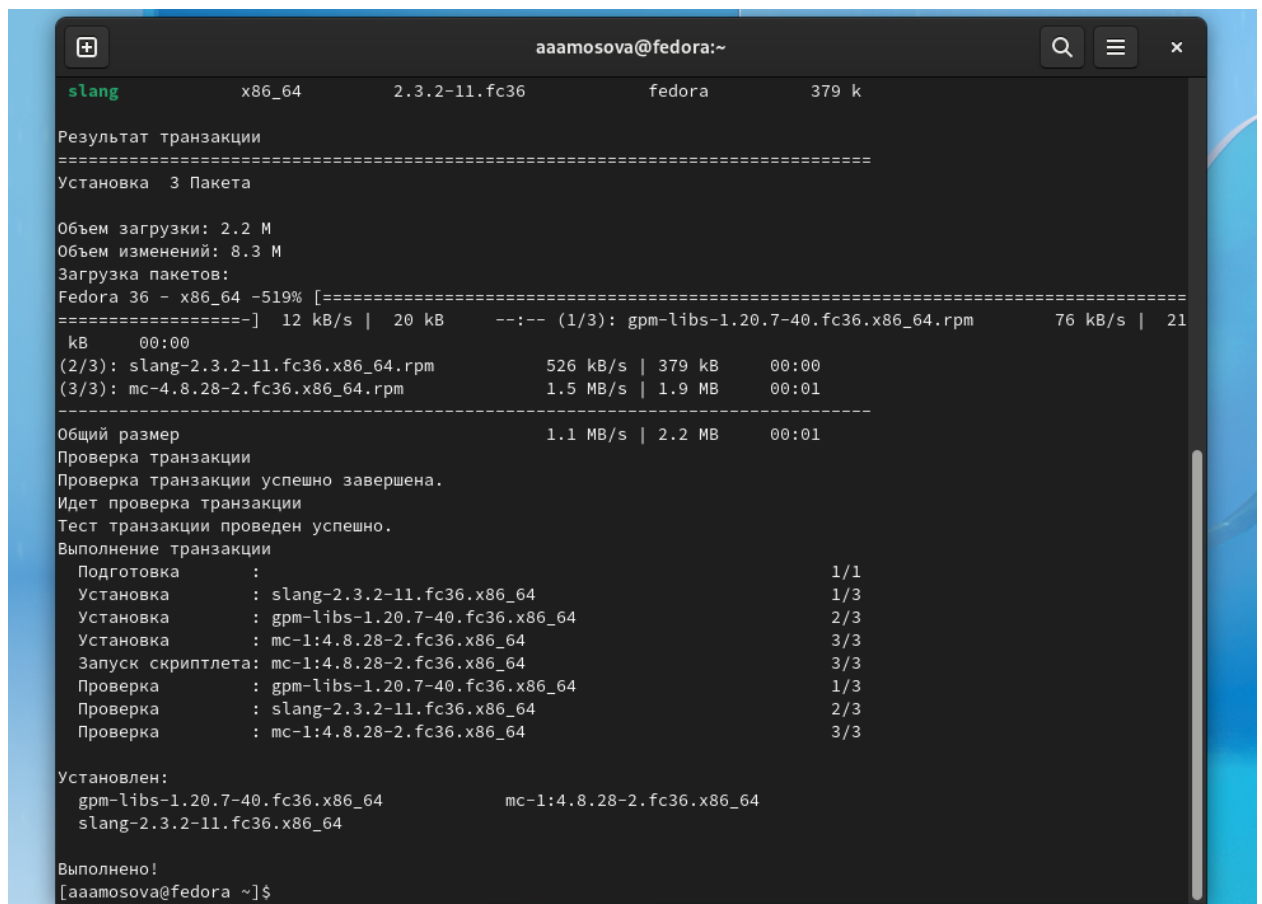 aaamosova@fedora:~
slang x86_64 2.3.2-11.fc36 fedora 379 k
Результат транзакции
================================================================================
Установка 3 Пакета
Объем загрузки: 2.2 M
Объем изменений: 8.3 M
Загрузка пакетов:
Fedora 36 - x86_64 -519% [=====================================================================================
==================-] 12 kB/s | 20 kB --:-- (1/3): gpm-libs-1.20.7-40.fc36.x86_64.rpm 76 kB/s | 21
kB 00:00
(2/3): slang-2.3.2-11.fc36.x86_64.rpm 526 kB/s | 379 kB 00:00
(3/3): mc-4.8.28-2.fc36.x86_64.rpm 1.5 MB/s | 1.9 MB 00:01
--------------------------------------------------------------------------------
Общий размер 1.1 MB/s | 2.2 MB 00:01
Проверка транзакции
Проверка транзакции успешно завершена.
Идет проверка транзакции
Тест транзакции проведен успешно.
Выполнение транзакции
Подготовка : 1/1
Установка : slang-2.3.2-11.fc36.x86_64 1/3
Установка : gpm-libs-1.20.7-40.fc36.x86_64 2/3
Установка : mc-1:4.8.28-2.fc36.x86_64 3/3
Запуск скриптлета: mc-1:4.8.28-2.fc36.x86_64 3/3
Проверка : gpm-libs-1.20.7-40.fc36.x86_64 1/3
Проверка : slang-2.3.2-11.fc36.x86_64 2/3
Проверка : mc-1:4.8.28-2.fc36.x86_64 3/3
Установлен:
gpm-libs-1.20.7-40.fc36.x86_64 mc-1:4.8.28-2.fc36.x86_64
slang-2.3.2-11.fc36.x86_64
Выполнено!
[aaamosova@fedora ~]$